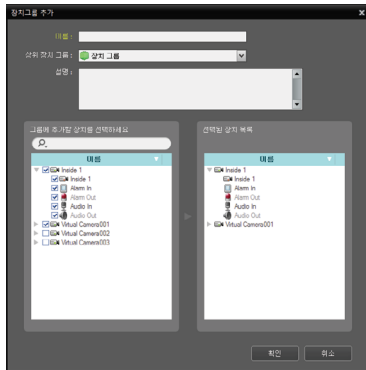 장치그룹 추가
x
이름 :
상위 장치 그룹 :
장치 그룹
설명 :
그룹에 추가할 장치를 선택하세요
이름
Inside 1
Inside 1
Alarm In
Alarm Out
Audio In
Audio Out
Virtual Camera001
Virtual Camera002
Virtual Camera003
선택된 장치 목록
이름
Inside 1
Inside 1
Alarm In
Alarm Out
Audio In
Audio Out
Virtual Camera001
확인
취소